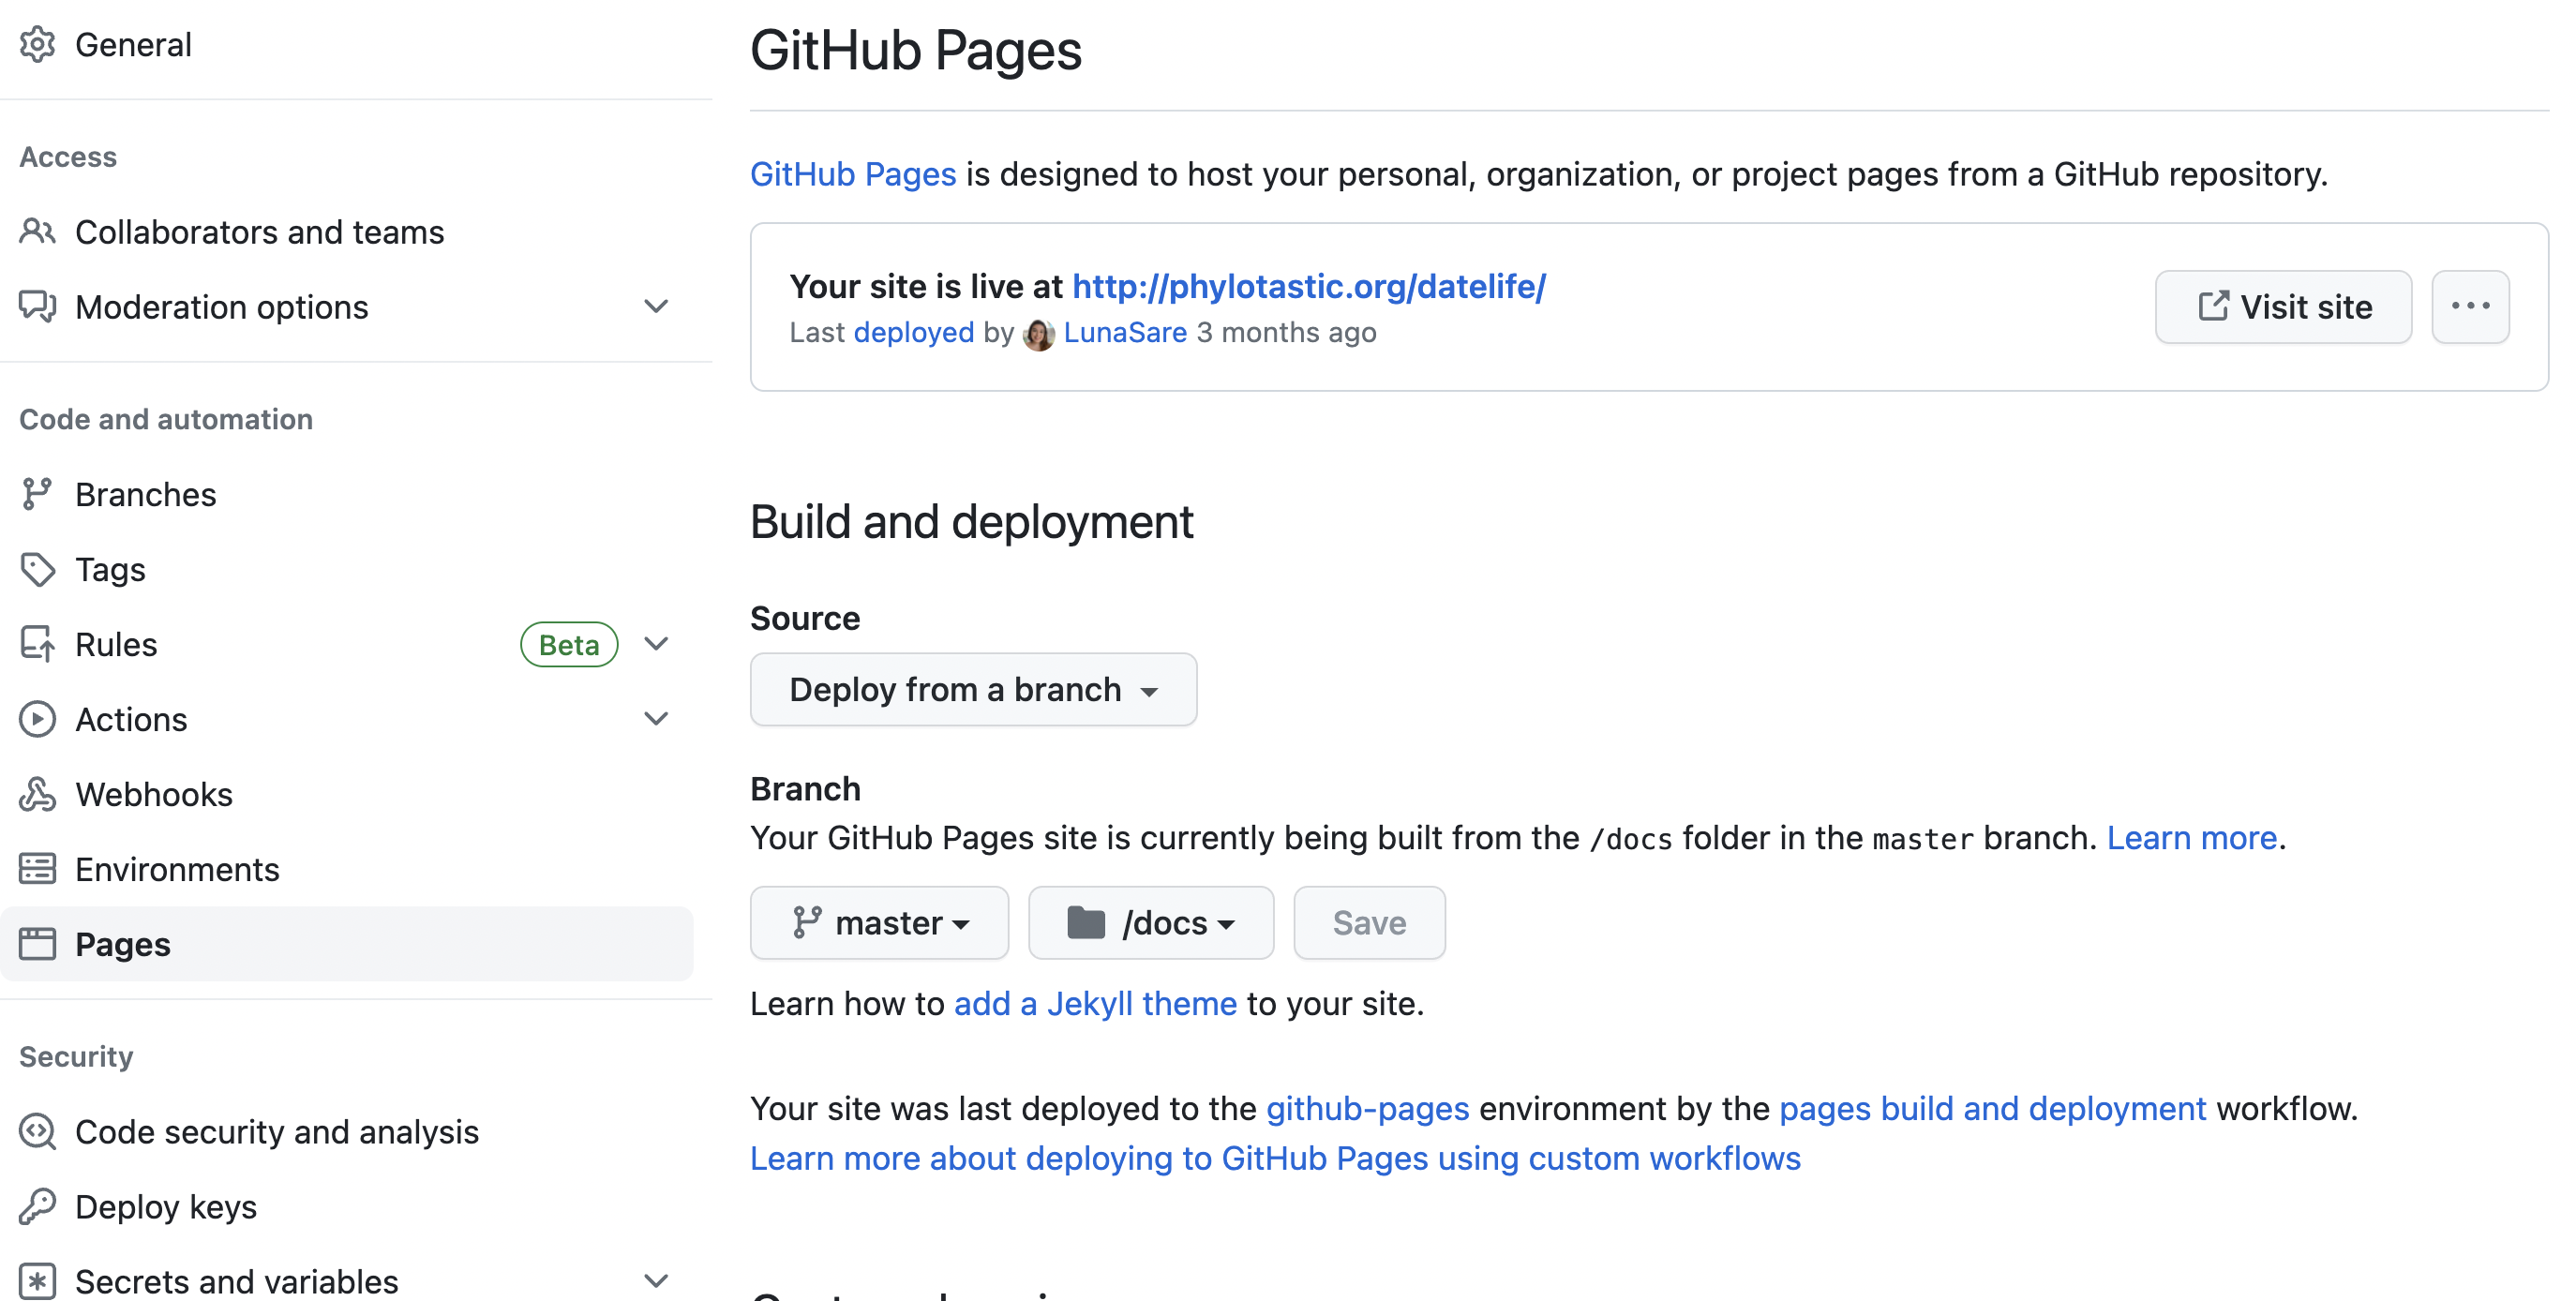 General
Access
Collaborators and teams
Moderation options
Code and automation
Branches
Tags
Rules Beta
Actions
Webhooks
Environments
Pages
Security
Code security and analysis
Deploy keys
Secrets and variables
GitHub Pages
GitHub Pages is designed to host your personal, organization, or project pages from a GitHub repository.
Your site is live at http://phylotastic.org/datelife/
Last deployed by LunaSare 3 months ago
Visit site
Build and deployment
Source
Deploy from a branch
Branch
Your GitHub Pages site is currently being built from the /docs folder in the master branch. Learn more.
master /docs Save
Learn how to add a Jekyll theme to your site.
Your site was last deployed to the github-pages environment by the pages build and deployment workflow.
Learn more about deploying to GitHub Pages using custom workflows